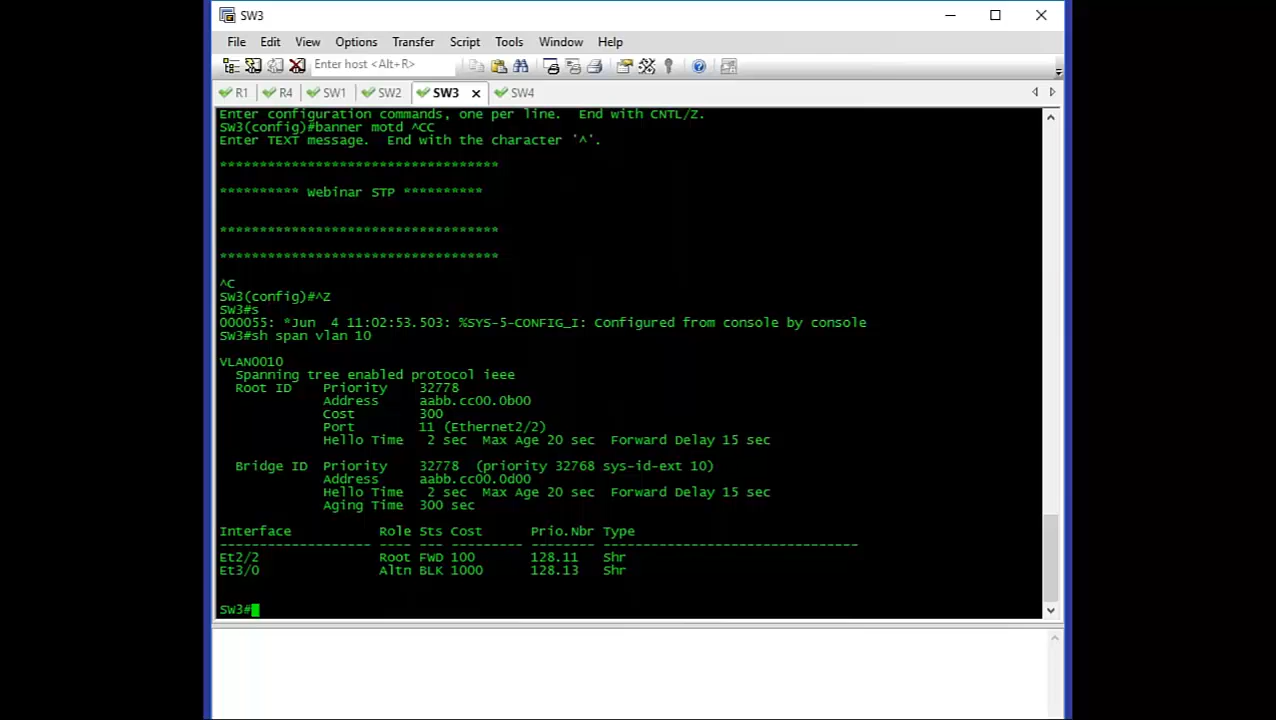 SW3
File Edit View Options Transfer Script Tools Window Help
Enter host <Alt+R>
R1 R4 SW1 SW2 SW3 SW4
Enter configuration commands, one per line.  End with CNTL/Z.
SW3(config)#banner motd ^CC
Enter TEXT message.  End with the character '^'.
***********************************
********** Webinar STP **********
***********************************
***********************************
^C
SW3(config)#^Z
SW3#s
000055: *Jun  4 11:02:53.503: %SYS-5-CONFIG_I: Configured from console by console
SW3#sh span vlan 10
VLAN0010
Spanning tree enabled protocol ieee
Root ID    Priority    32778
Address     aabb.cc00.0b00
Cost        300
Port        11 (Ethernet2/2)
Hello Time   2 sec  Max Age 20 sec  Forward Delay 15 sec
Bridge ID  Priority    32778  (priority 32768 sys-id-ext 10)
Address     aabb.cc00.0d00
Hello Time   2 sec  Max Age 20 sec  Forward Delay 15 sec
Aging Time  300 sec
Interface           Role Sts Cost      Prio.Nbr Type
------------------- ---- --- --------- -------- --------------------------------
Et2/2               Root FWD 100       128.11   Shr
Et3/0               Altn BLK 1000      128.13   Shr
SW3#